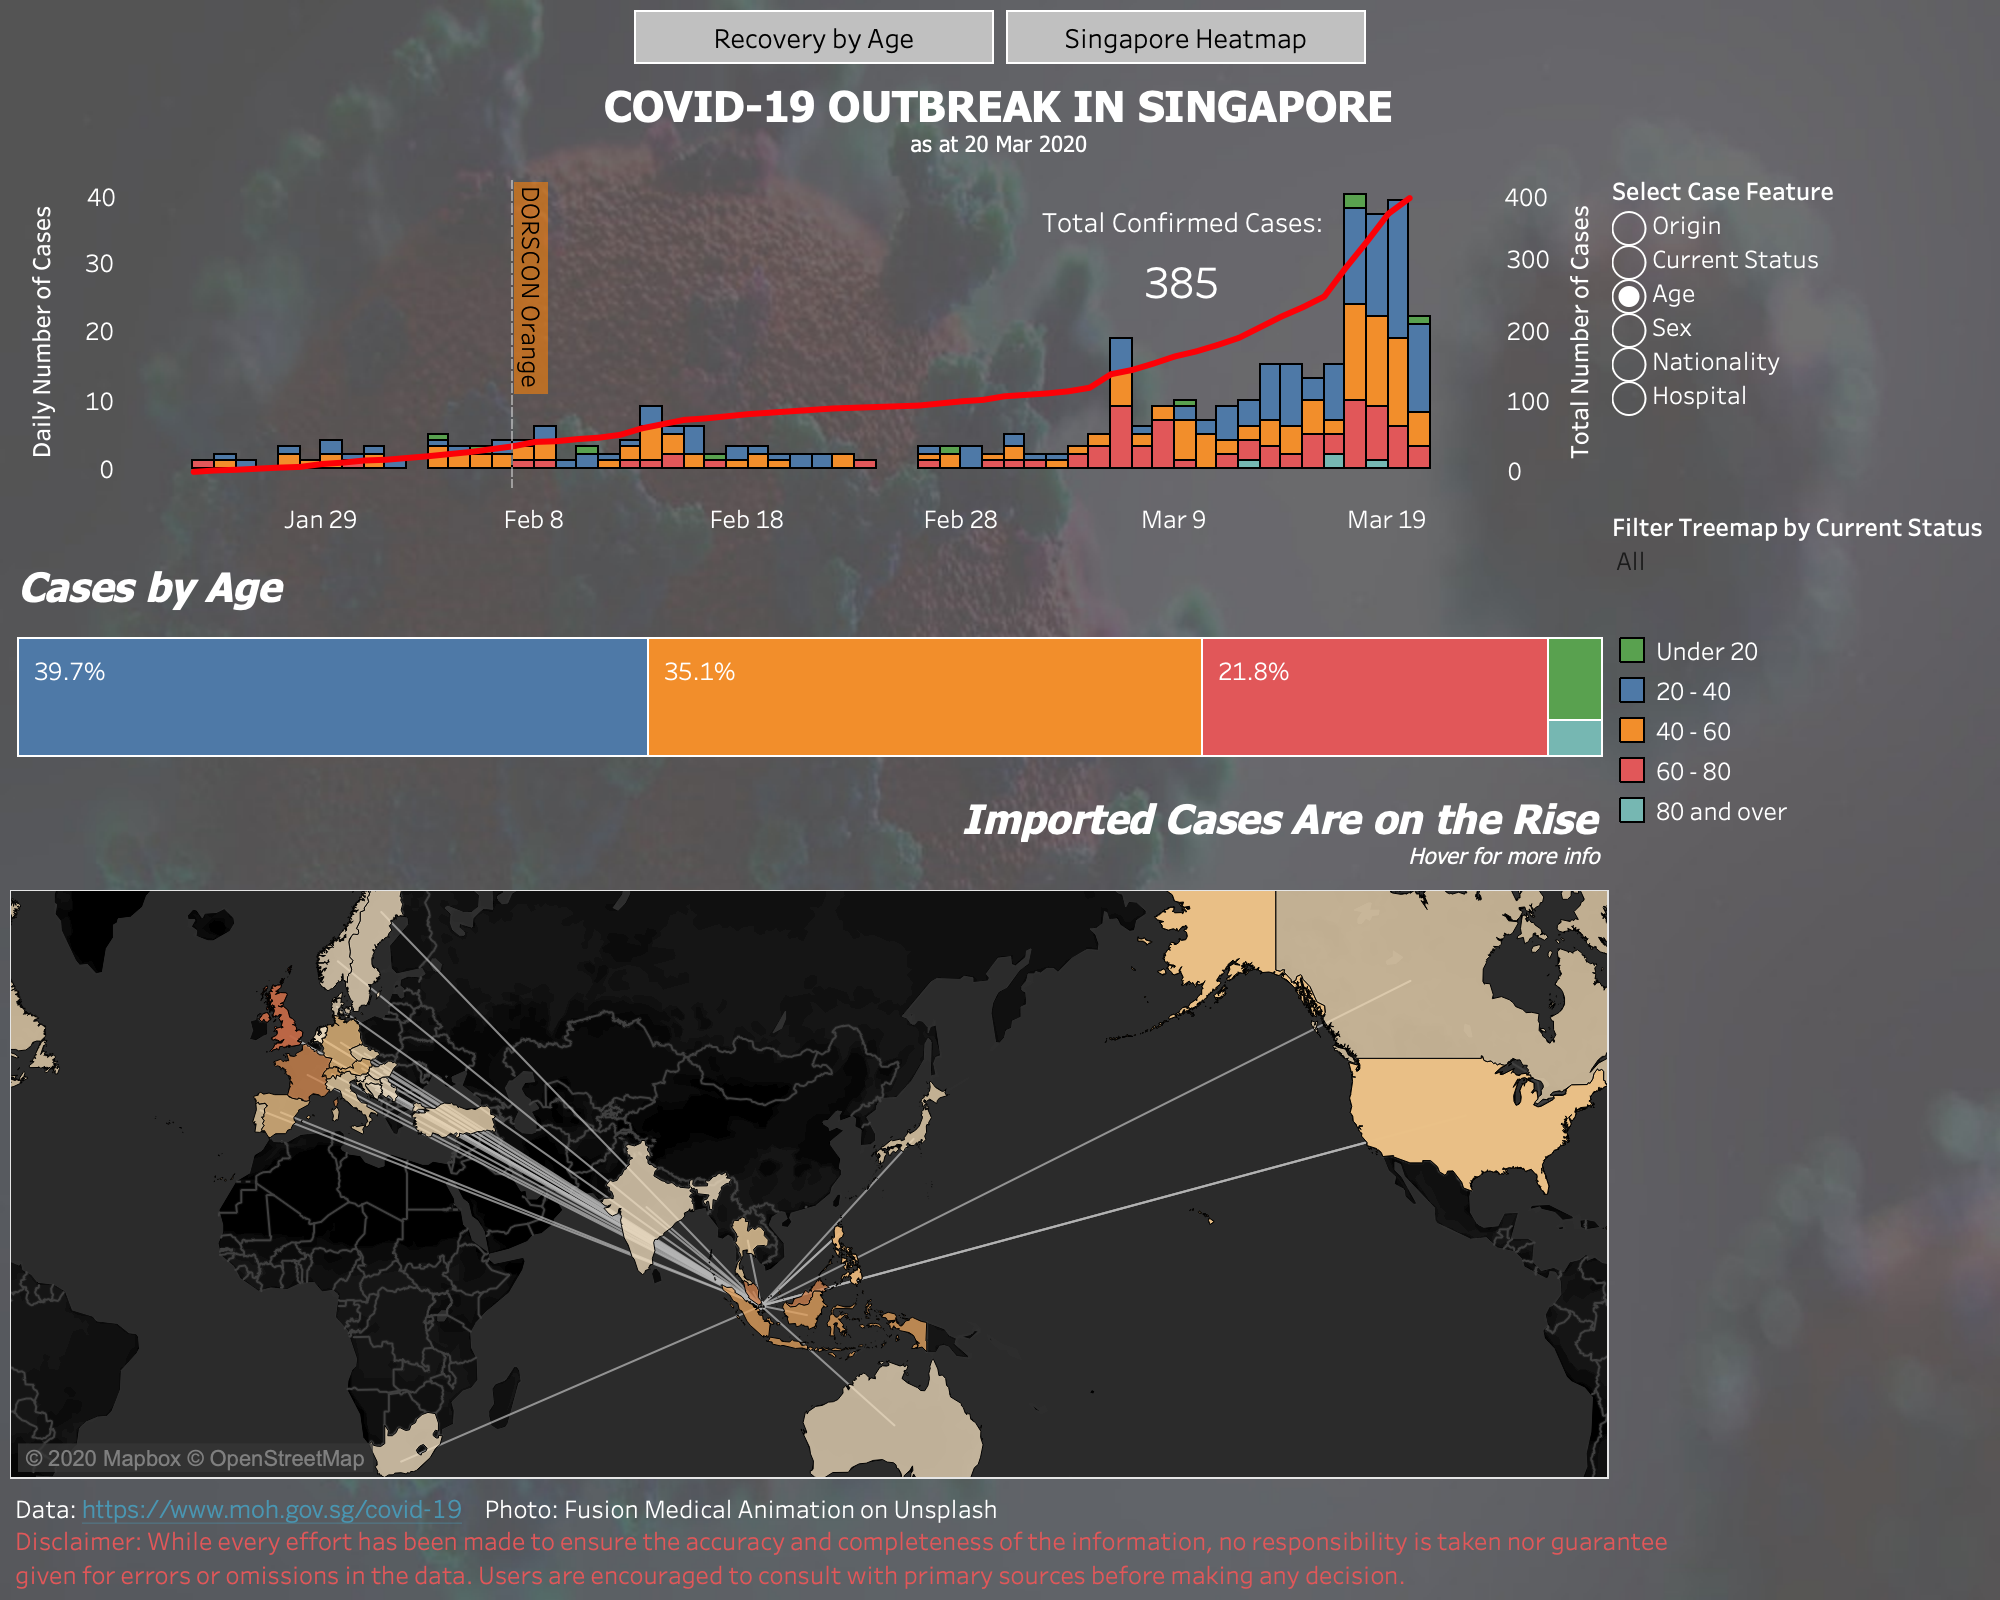 Recovery by Age
Singapore Heatmap
COVID-19 OUTBREAK IN SINGAPORE
as at 20 Mar 2020
Daily Number of Cases
40
30
20
10
0
DORSCON Orange
Total Confirmed Cases:
385
400
300
200
100
0
Total Number of Cases
Jan 29
Feb 8
Feb 18
Feb 28
Mar 9
Mar 19
Select Case Feature
Origin
Current Status
Age
Sex
Nationality
Hospital
Filter Treemap by Current Status
All
Cases by Age
39.7%
35.1%
21.8%
Under 20
20 - 40
40 - 60
60 - 80
80 and over
Imported Cases Are on the Rise
Hover for more info
© 2020 Mapbox © OpenStreetMap
Data: https://www.moh.gov.sg/covid-19 Photo: Fusion Medical Animation on Unsplash
Disclaimer: While every effort has been made to ensure the accuracy and completeness of the information, no responsibility is taken nor guarantee
given for errors or omissions in the data. Users are encouraged to consult with primary sources before making any decision.